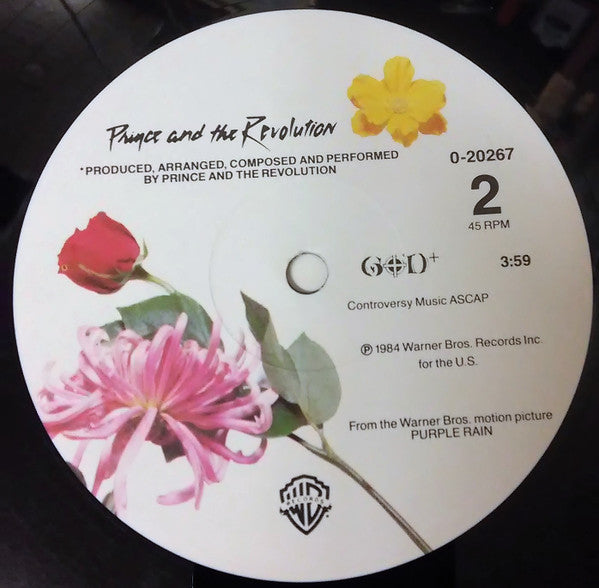 Prince and the Revolution
*PRODUCED, ARRANGED, COMPOSED AND PERFORMED
BY PRINCE AND THE REVOLUTION
0-20267
2
45 RPM
GOD+
3:59
Controversy Music ASCAP
℗ 1984 Warner Bros. Records Inc.
for the U.S.
From the Warner Bros. motion picture
PURPLE RAIN
WB
RECORDS